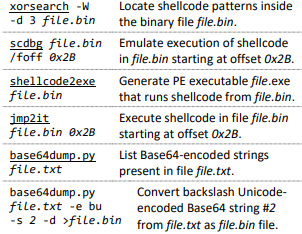 xorsearch -W Locate shellcode patterns inside
-d 3 file.bin the binary file file.bin.
scdbg file.bin Emulate execution of shellcode
/foff 0x2B in file.bin starting at offset 0x2B.
shellcode2exe Generate PE executable file.exe
file.bin that runs shellcode from file.bin.
jmp2it Execute shellcode in file file.bin
file.bin 0x2B starting at offset 0x2B.
base64dump.py List Base64-encoded strings
file.txt present in file file.txt.
base64dump.py Convert backslash Unicode-
file.txt -e bu encoded Base64 string #2
-s 2 -d >file.bin from file.txt as file.bin file.